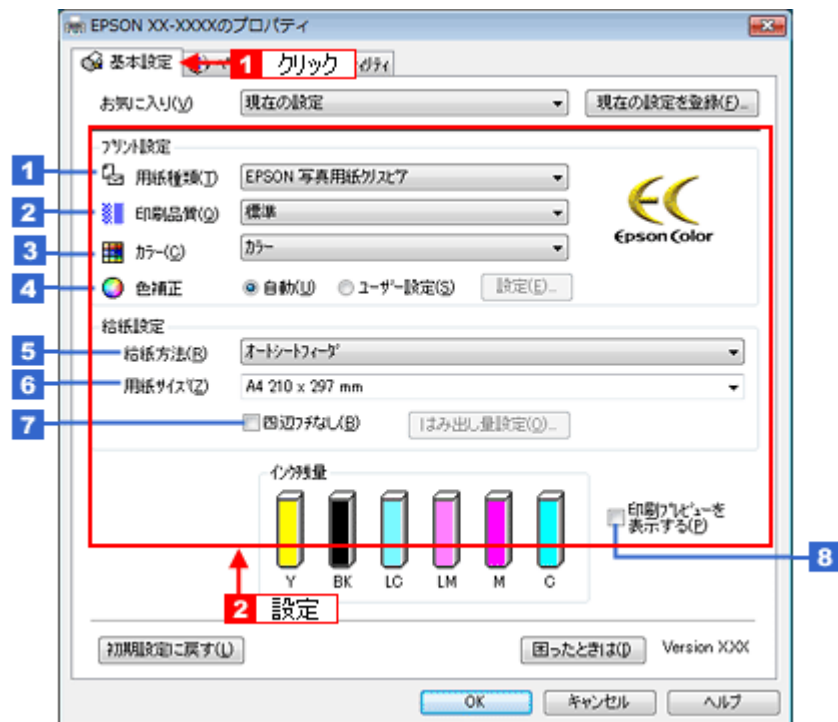 EPSON XX-XXXXのプロパティ
基本設定
1 クリック
ィリティ
お気に入り(V) 現在の設定 現在の設定を登録(F)...
プリント設定
1 用紙種類(T) EPSON 写真用紙クリスピア
2 印刷品質(Q) 標準
3 カラー(C) カラー
4 色補正 自動(U) ユーザー設定(S) 設定(E)...
Epson Color
給紙設定
5 給紙方法(R) オートシートフィーダ
6 用紙サイズ(Z) A4 210 x 297 mm
7 四辺フチなし(B) はみ出し量設定(O)...
インク残量
Y BK LC LM M C
印刷プレビューを
表示する(P)
8
2 設定
初期設定に戻す(L) 困ったときは(I) Version XXX
OK キャンセル ヘルプ